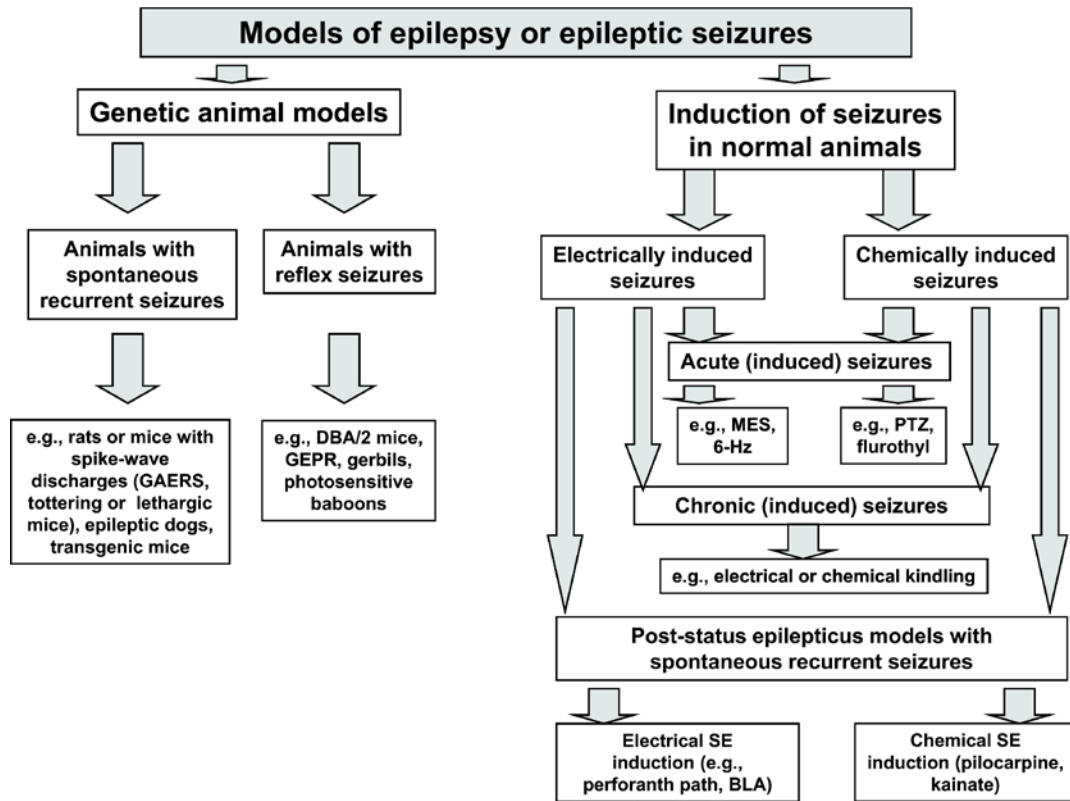 Models of epilepsy or epileptic seizures
Genetic animal models
Induction of seizures
in normal animals
Animals with
spontaneous
recurrent seizures
Animals with
reflex seizures
Electrically induced
seizures
Chemically induced
seizures
Acute (induced) seizures
e.g., rats or mice with
spike-wave
discharges (GAERS,
tottering or lethargic
mice), epileptic dogs,
transgenic mice
e.g., DBA/2 mice,
GEPR, gerbils,
photosensitive
baboons
e.g., MES,
6-Hz
e.g., PTZ,
flurothyl
Chronic (induced) seizures
e.g., electrical or chemical kindling
Post-status epilepticus models with
spontaneous recurrent seizures
Electrical SE
induction (e.g.,
perforanth path, BLA)
Chemical SE
induction (pilocarpine,
kainate)